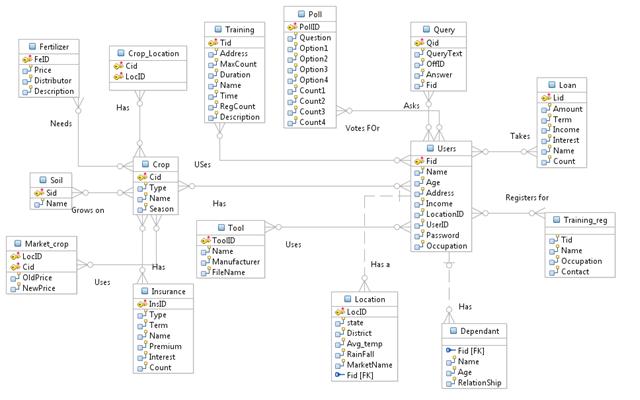 Fertilizer
FeID
Price
Distributor
Description
Crop_Location
Cid
LocID
Training
Tid
Address
MaxCount
Duration
Name
Time
RegCount
Description
Poll
PollID
Question
Option1
Option2
Option3
Option4
Count1
Count2
Count3
Count4
Query
Qid
QueryText
OffID
Answer
Fid
Loan
Lid
Amount
Term
Income
Interest
Name
Count
Needs
Has
USes
Votes FOr
Asks
Takes
Soil
Sid
Name
Grows on
Crop
Cid
Type
Name
Season
Has
Users
Fid
Name
Age
Address
Income
LocationID
UserID
Password
Occupation
Registers for
Training_reg
Tid
Name
Occupation
Contact
Market_crop
LocID
Cid
OldPrice
NewPrice
Uses
Has
Insurance
InsID
Type
Term
Name
Premium
Interest
Count
Tool
ToolID
Name
Manufacturer
FileName
Uses
Has a
Location
LocID
state
District
Avg_temp
RainFall
MarketName
Fid [FK]
Has
Dependant
Fid [FK]
Name
Age
RelationShip